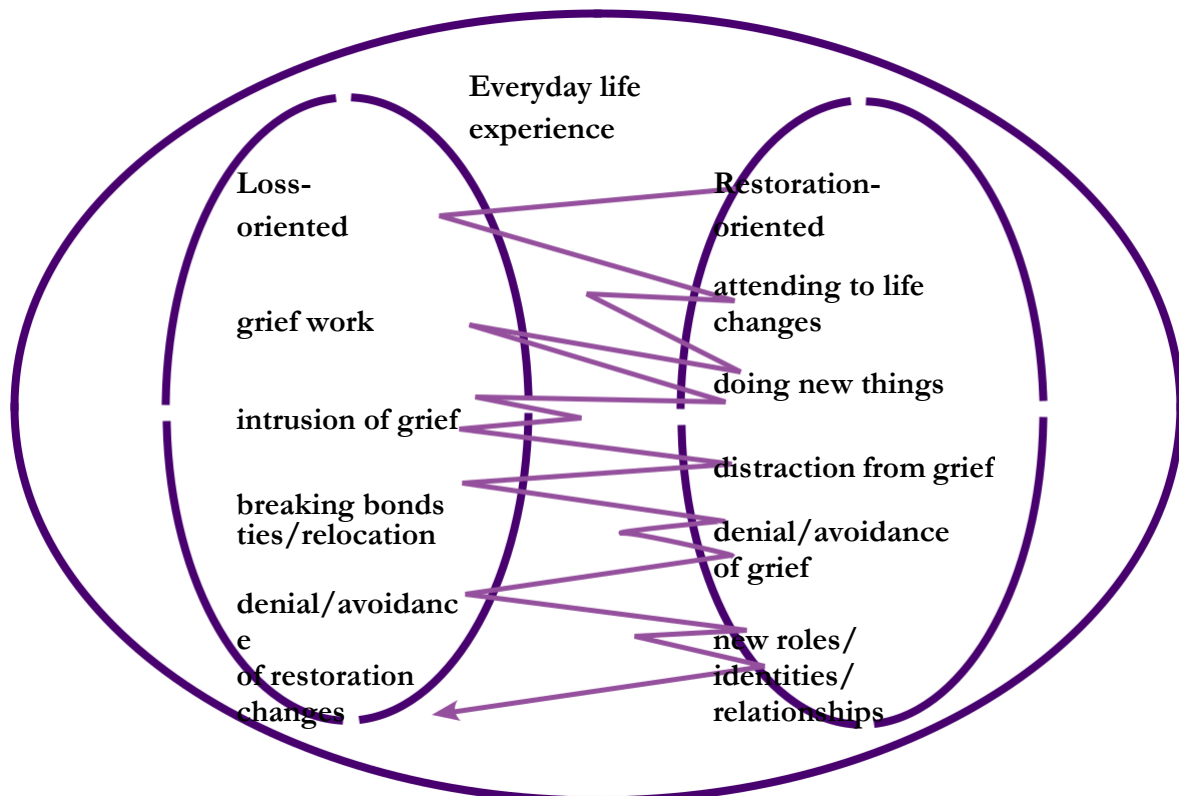 Everyday life
experience
Loss-
oriented
grief work
intrusion of grief
breaking bonds
ties/relocation
denial/avoidanc
e
of restoration
changes
Restoration-
oriented
attending to life
changes
doing new things
distraction from grief
denial/avoidance
of grief
new roles/
identities/
relationships